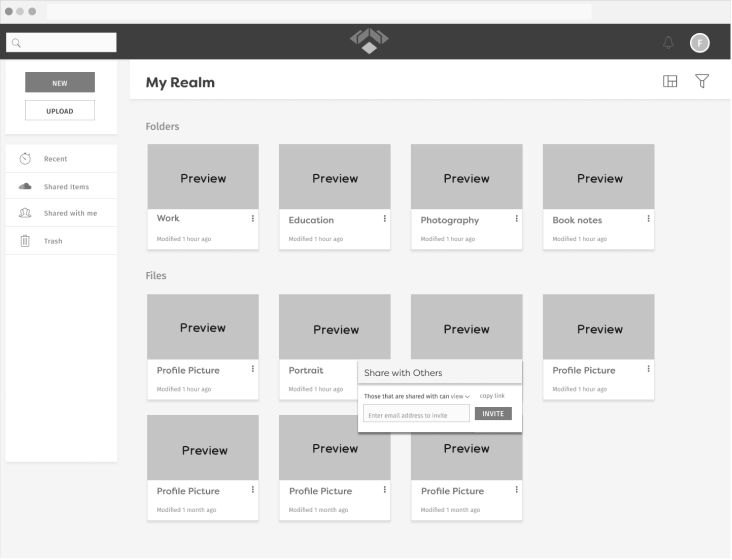 F
NEW
UPLOAD
Recent
Shared Items
Shared with me
Trash
My Realm
Folders
Preview
Preview
Preview
Preview
Work
Education
Photography
Book notes
Modified 1 hour ago
Modified 1 hour ago
Modified 1 hour ago
Modified 1 hour ago
Files
Preview
Preview
Preview
Preview
Profile Picture
Portrait
Profile Picture
Modified 1 hour ago
Modified 1 hour ago
Modified 1 hour ago
Share with Others
Those that are shared with can view
copy link
Enter email address to invite
INVITE
Preview
Preview
Preview
Profile Picture
Profile Picture
Profile Picture
Modified 1 month ago
Modified 1 month ago
Modified 1 month ago